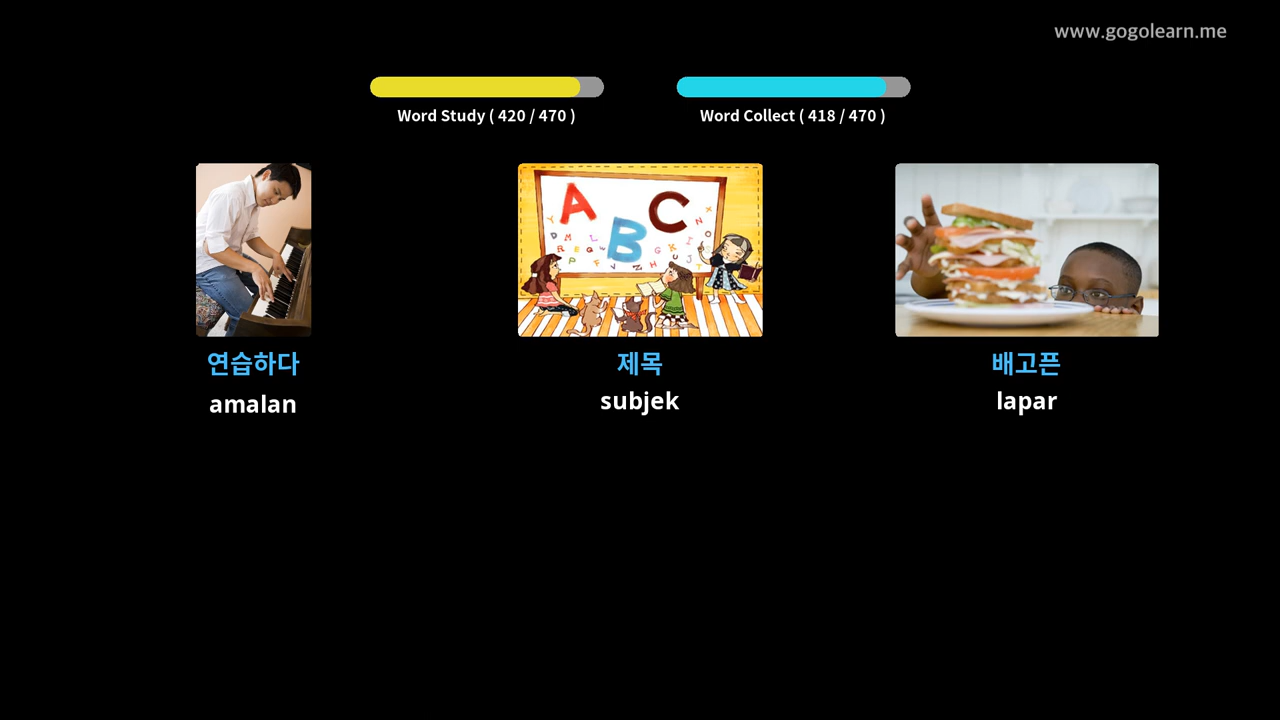 www.gogolearn.me
Word Study ( 420 / 470 )
Word Collect ( 418 / 470 )
A B C
연습하다
제목
배고픈
amalan
subjek
lapar